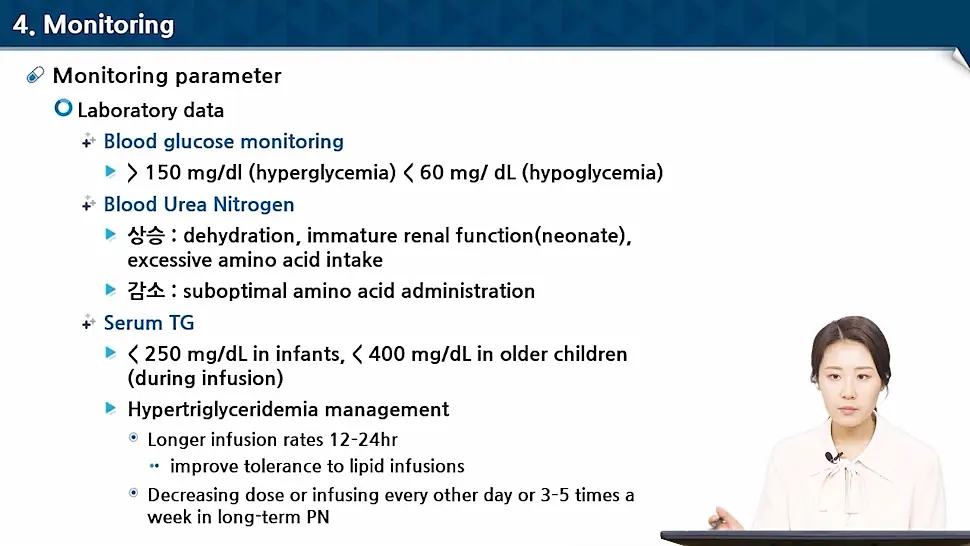 4. Monitoring
Monitoring parameter
Laboratory data
Blood glucose monitoring
> 150 mg/dl (hyperglycemia) < 60 mg/ dL (hypoglycemia)
Blood Urea Nitrogen
상승 : dehydration, immature renal function(neonate),
excessive amino acid intake
감소 : suboptimal amino acid administration
Serum TG
< 250 mg/dL in infants, < 400 mg/dL in older children
(during infusion)
Hypertriglyceridemia management
Longer infusion rates 12-24hr
improve tolerance to lipid infusions
Decreasing dose or infusing every other day or 3-5 times a
week in long-term PN